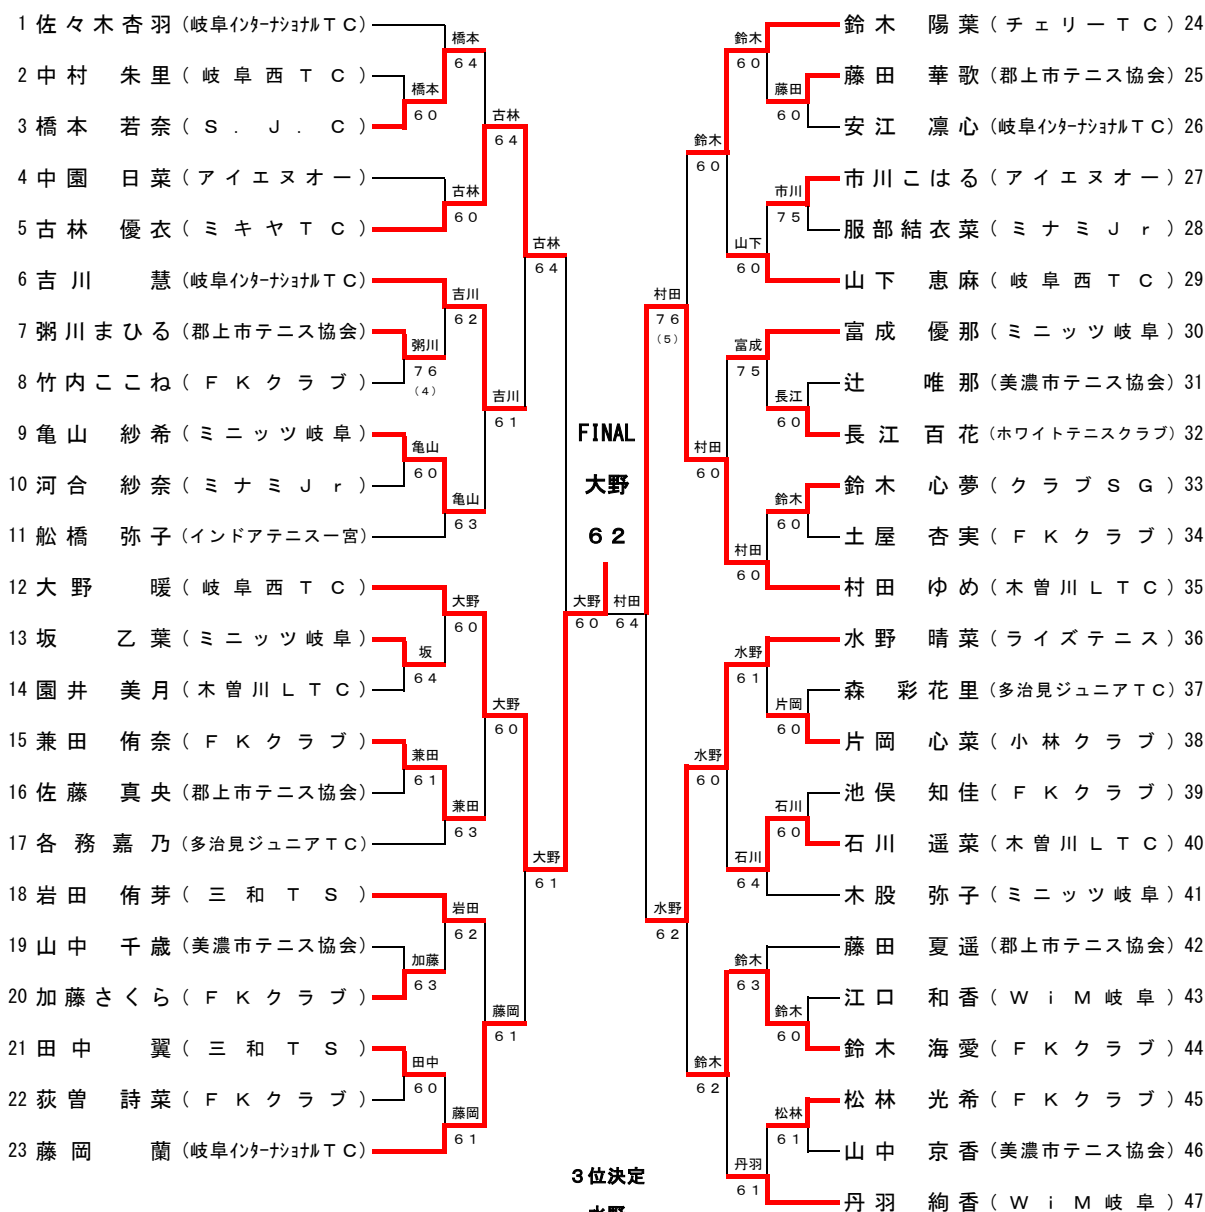 1 佐々木杏羽 (岐阜インターナショナルTC)
2 中村 朱里 (岐阜西TC)
3 橋本 若奈 (S.J.C)
4 中園 日菜 (アイエヌオー)
5 古林 優衣 (ミキヤTC)
6 吉川 慧 (岐阜インターナショナルTC)
7 粥川まひる (郡上市テニス協会)
8 竹内ここね (FKクラブ)
9 亀山 紗希 (ミニッツ岐阜)
10 河合 紗奈 (ミナミJr)
11 舩橋 弥子 (インドアテニス一宮)
12 大野 暖 (岐阜西TC)
13 坂 乙葉 (ミニッツ岐阜)
14 園井 美月 (木曽川LTC)
15 兼田 侑奈 (FKクラブ)
16 佐藤 真央 (郡上市テニス協会)
17 各務嘉乃 (多治見ジュニアTC)
18 岩田 侑芽 (三和TS)
19 山中 千歳 (美濃市テニス協会)
20 加藤さくら (FKクラブ)
21 田中 翼 (三和TS)
22 荻曽 詩菜 (FKクラブ)
23 藤岡 蘭 (岐阜インターナショナルTC)
橋本
64
橋本
60
古林
64
古林
60
古林
64
吉川
62
粥川
76
(4)
吉川
61
亀山
60
亀山
63
大野
60
坂
64
大野
60
兼田
61
兼田
63
大野
61
岩田
62
加藤
63
藤岡
61
田中
60
藤岡
61
FINAL
大野
62
大野
60
村田
64
3位決定
水野
村田
76
(5)
水野
62
鈴木
60
藤田
60
鈴木
60
市川
75
山下
60
富成
75
長江
60
村田
60
鈴木
60
村田
60
水野
61
片岡
60
水野
60
石川
60
石川
64
鈴木
63
鈴木
60
鈴木
62
松林
61
丹羽
61
鈴木 陽葉 (チェリーTC) 24
藤田 華歌 (郡上市テニス協会) 25
安江 凛心 (岐阜インターナショナルTC) 26
市川こはる (アイエヌオー) 27
服部結衣菜 (ミナミJr) 28
山下 恵麻 (岐阜西TC) 29
富成 優那 (ミニッツ岐阜) 30
辻 唯那 (美濃市テニス協会) 31
長江 百花 (ホワイトテニスクラブ) 32
鈴木 心夢 (クラブSG) 33
土屋 杏実 (FKクラブ) 34
村田 ゆめ (木曽川LTC) 35
水野 晴菜 (ライズテニス) 36
森 彩花里 (多治見ジュニアTC) 37
片岡 心菜 (小林クラブ) 38
池俣 知佳 (FKクラブ) 39
石川 遥菜 (木曽川LTC) 40
木股 弥子 (ミニッツ岐阜) 41
藤田 夏遥 (郡上市テニス協会) 42
江口 和香 (WiM岐阜) 43
鈴木 海愛 (FKクラブ) 44
松林 光希 (FKクラブ) 45
山中 京香 (美濃市テニス協会) 46
丹羽 絢香 (WiM岐阜) 47